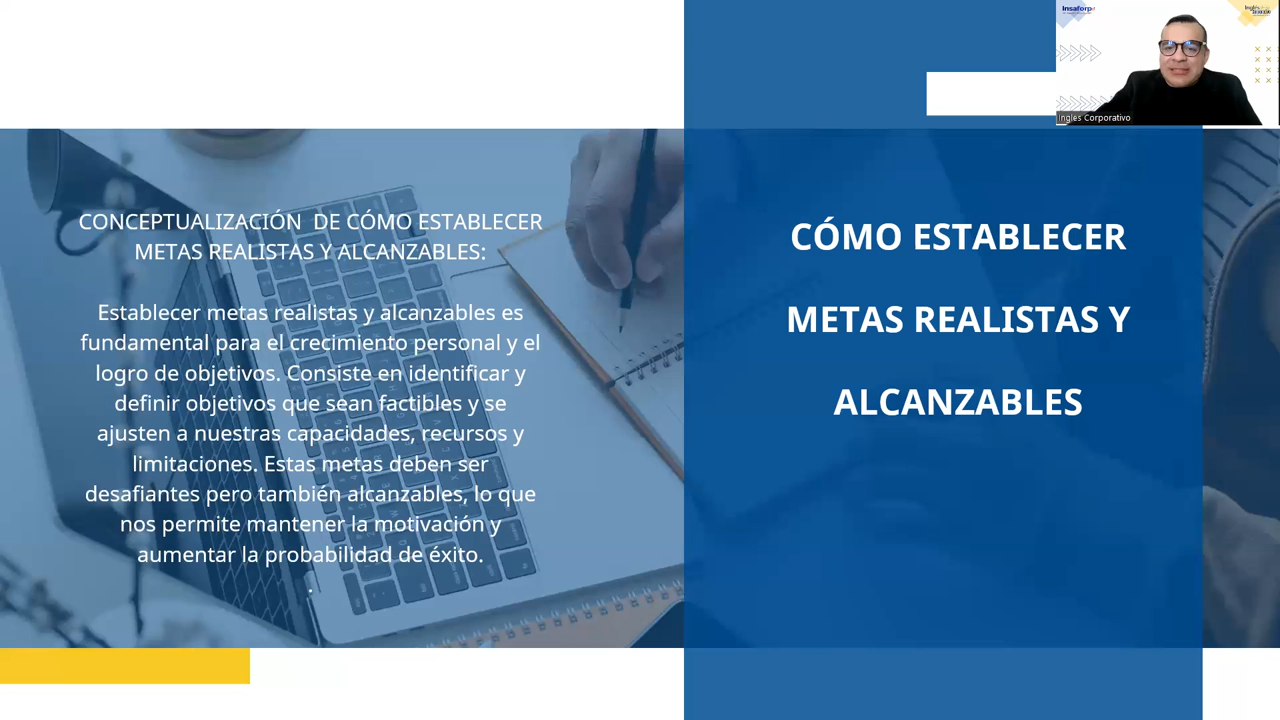 CONCEPTUALIZACIÓN  DE CÓMO ESTABLECER
METAS REALISTAS Y ALCANZABLES:
Establecer metas realistas y alcanzables es
fundamental para el crecimiento personal y el
logro de objetivos. Consiste en identificar y
definir objetivos que sean factibles y se
ajusten a nuestras capacidades, recursos y
limitaciones. Estas metas deben ser
desafiantes pero también alcanzables, lo que
nos permite mantener la motivación y
aumentar la probabilidad de éxito.
.
CÓMO ESTABLECER
METAS REALISTAS Y
ALCANZABLES
insaforp
Ingles Corporativo